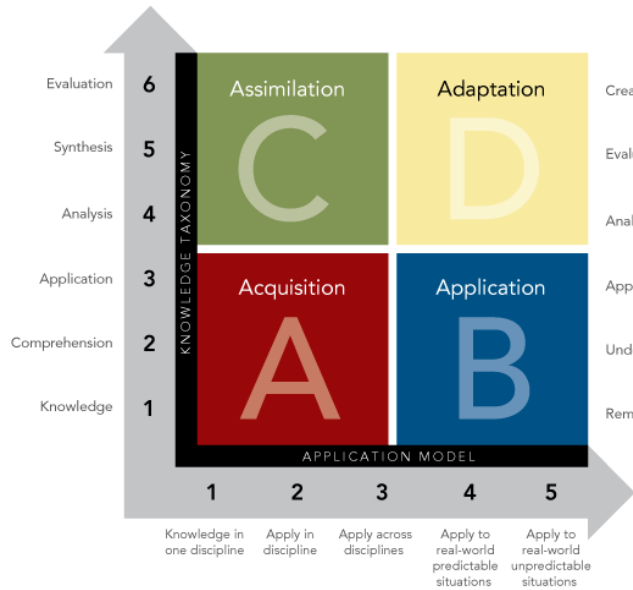 Evaluation 6
Synthesis 5
Analysis 4
Application 3
Comprehension 2
Knowledge 1
KNOWLEDGE TAXONOMY
Assimilation
C
Adaptation
D
Acquisition
A
Application
B
APPLICATION MODEL
1 2 3 4 5
Knowledge in
one discipline
Apply in
discipline
Apply across
disciplines
Apply to
real-world
predictable
situations
Apply to
real-world
unpredictable
situations